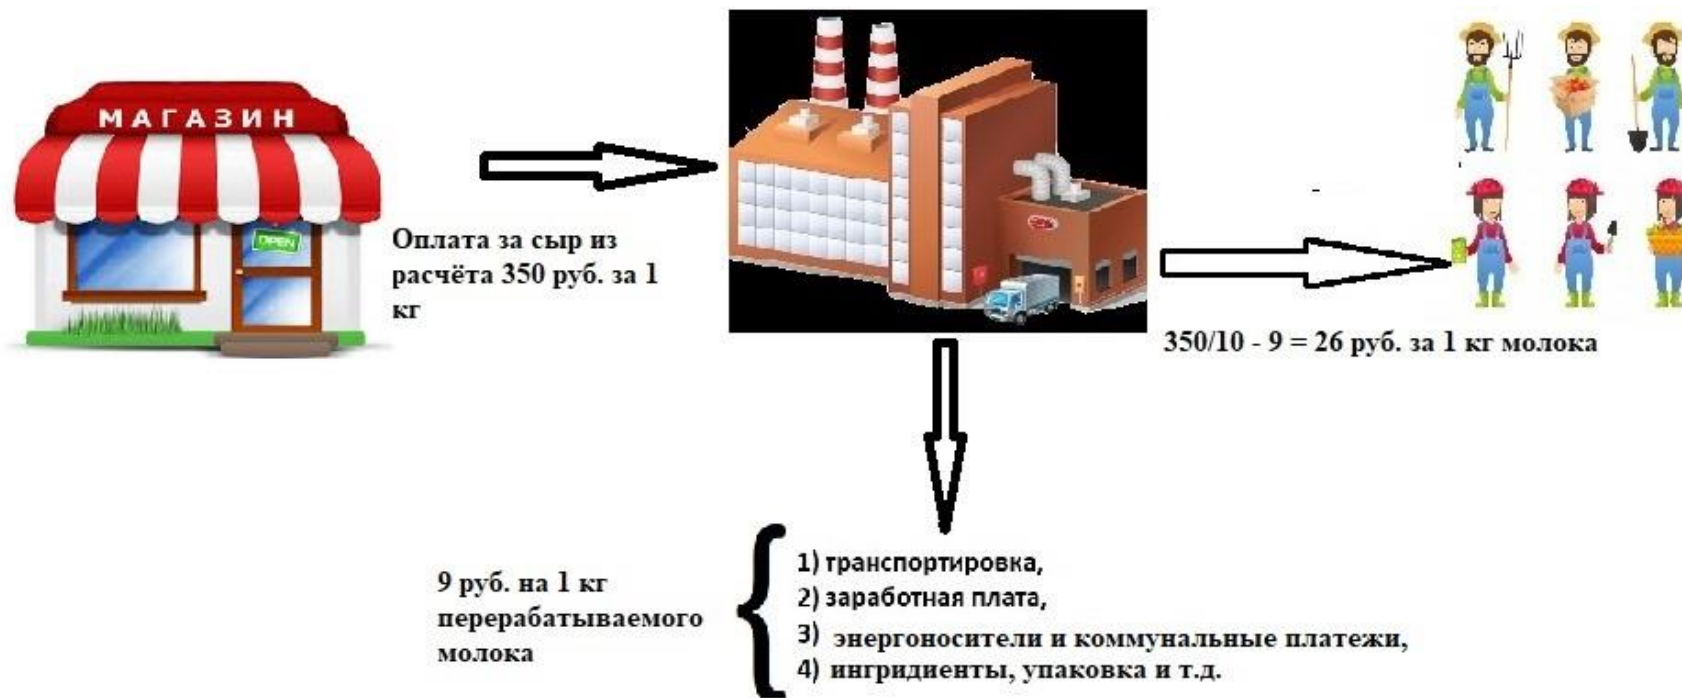 МАГАЗИН
OPEN
Оплата за сыр из
расчёта 350 руб. за 1
кг
350/10 - 9 = 26 руб. за 1 кг молока
9 руб. на 1 кг
перерабатываемого
молока
1) транспортировка,
2) заработная плата,
3) энергоносители и коммунальные платежи,
4) ингридиенты, упаковка и т.д.